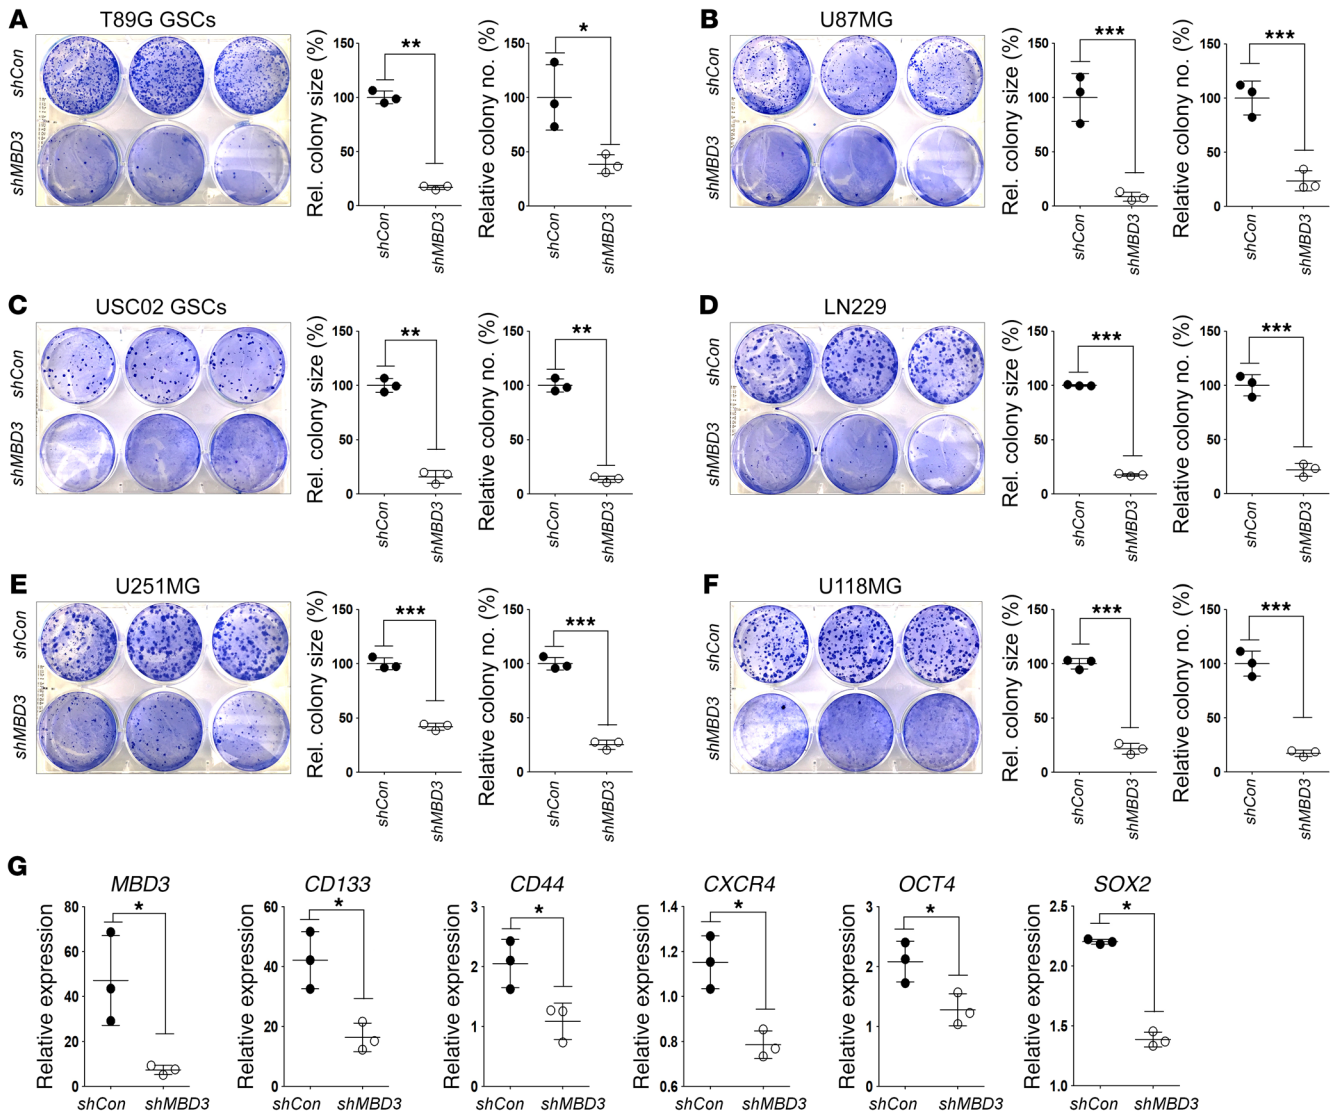 A
T89G GSCs
shCon
shMBD3
Rel. colony size (%)
150
100
50
0
**
shCon
shMBD3
Relative colony no. (%)
150
100
50
0
*
shCon
shMBD3
B
U87MG
shCon
shMBD3
Rel. colony size (%)
150
100
50
0
***
shCon
shMBD3
Relative colony no. (%)
150
100
50
0
***
shCon
shMBD3
C
USC02 GSCs
shCon
shMBD3
Rel. colony size (%)
150
100
50
0
**
shCon
shMBD3
Relative colony no. (%)
150
100
50
0
**
shCon
shMBD3
D
LN229
shCon
shMBD3
Rel. colony size (%)
150
100
50
0
***
shCon
shMBD3
Relative colony no. (%)
150
100
50
0
***
shCon
shMBD3
E
U251MG
shCon
shMBD3
Rel. colony size (%)
150
100
50
0
***
shCon
shMBD3
Relative colony no. (%)
150
100
50
0
***
shCon
shMBD3
F
U118MG
shCon
shMBD3
Rel. colony size (%)
150
100
50
0
***
shCon
shMBD3
Relative colony no. (%)
150
100
50
0
***
shCon
shMBD3
G
MBD3
Relative expression
80
60
40
20
0
*
shCon shMBD3
CD133
Relative expression
60
40
20
0
*
shCon shMBD3
CD44
Relative expression
3
2
1
0
*
shCon shMBD3
CXCR4
Relative expression
1.4
1.2
1.0
0.8
0.6
*
shCon shMBD3
OCT4
Relative expression
3
2
1
0
*
shCon shMBD3
SOX2
Relative expression
2.5
2.0
1.5
1.0
*
shCon shMBD3